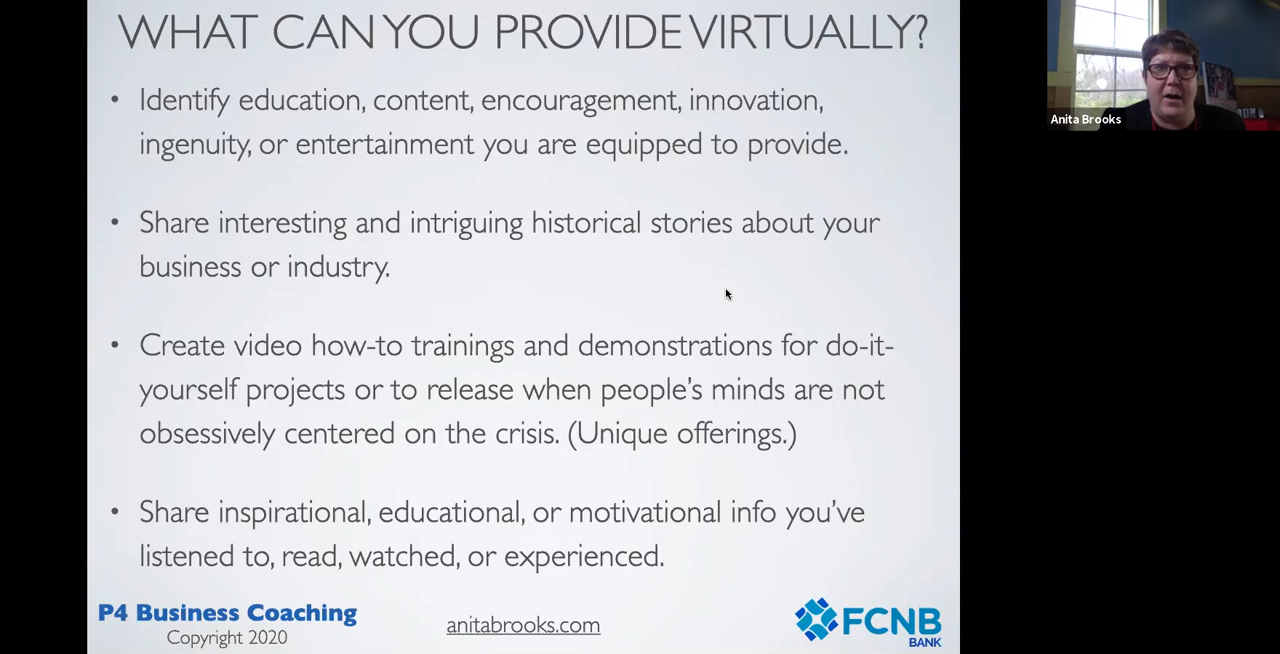 WHAT CAN YOU PROVIDE VIRTUALLY?
• Identify education, content, encouragement, innovation,
ingenuity, or entertainment you are equipped to provide.
• Share interesting and intriguing historical stories about your
business or industry.
• Create video how-to trainings and demonstrations for do-it-
yourself projects or to release when people’s minds are not
obsessively centered on the crisis. (Unique offerings.)
• Share inspirational, educational, or motivational info you’ve
listened to, read, watched, or experienced.
P4 Business Coaching
Copyright 2020
anitabrooks.com
FCNB
BANK
Anita Brooks